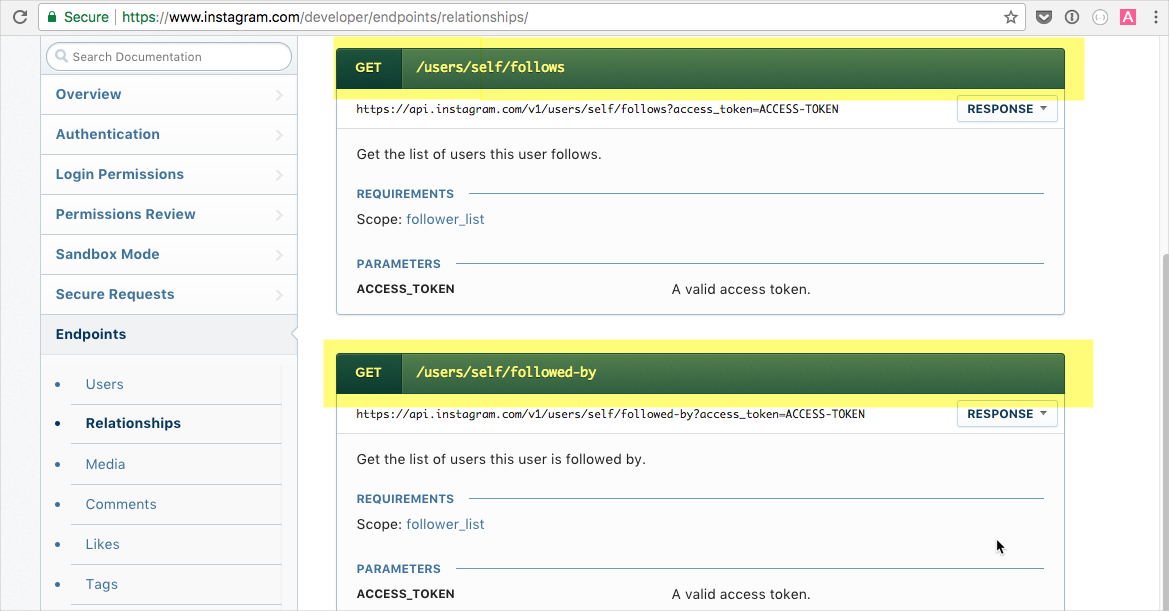 Secure https://www.instagram.com/developer/endpoints/relationships/
A
Search Documentation
Overview
Authentication
Login Permissions
Permissions Review
Sandbox Mode
Secure Requests
Endpoints
Users
Relationships
Media
Comments
Likes
Tags
GET /users/self/follows
https://api.instagram.com/v1/users/self/follows?access_token=ACCESS-TOKEN RESPONSE
Get the list of users this user follows.
REQUIREMENTS
Scope: follower_list
PARAMETERS
ACCESS_TOKEN A valid access token.
GET /users/self/followed-by
https://api.instagram.com/v1/users/self/followed-by?access_token=ACCESS-TOKEN RESPONSE
Get the list of users this user is followed by.
REQUIREMENTS
Scope: follower_list
PARAMETERS
ACCESS_TOKEN A valid access token.